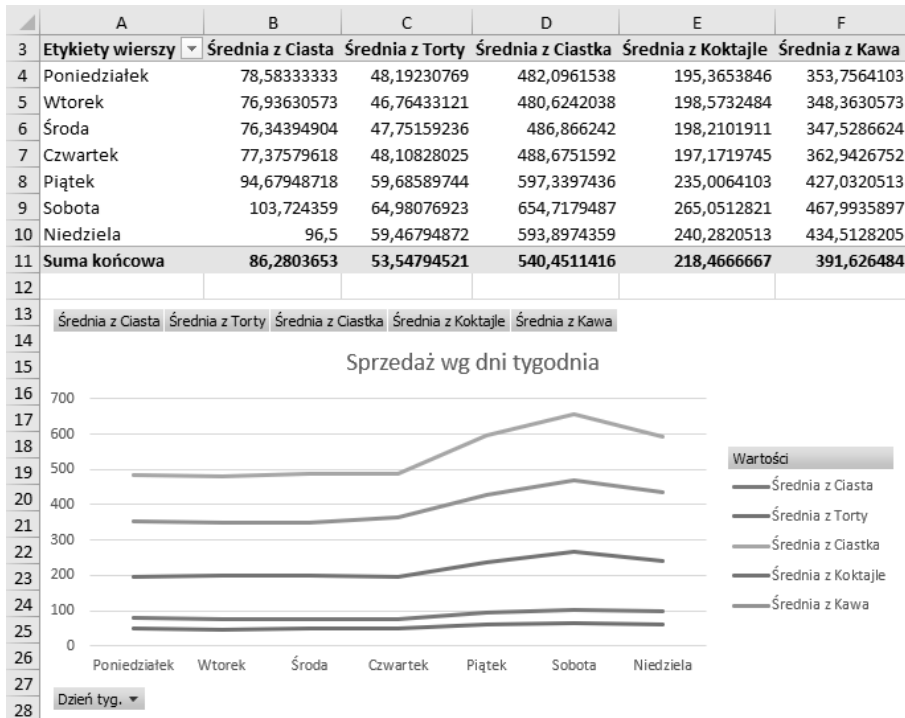 A B C D E F
3 Etykiety wierszy Średnia z Ciasta Średnia z Torty Średnia z Ciastka Średnia z Koktajle Średnia z Kawa
4 Poniedziałek 78,58333333 48,19230769 482,0961538 195,3653846 353,7564103
5 Wtorek 76,93630573 46,76433121 480,6242038 198,5732484 348,3630573
6 Środa 76,34394904 47,75159236 486,866242 198,2101911 347,5286624
7 Czwartek 77,37579618 48,10828025 488,6751592 197,1719745 362,9426752
8 Piątek 94,67948718 59,68589744 597,3397436 235,0064103 427,0320513
9 Sobota 103,724359 64,98076923 654,7179487 265,0512821 467,9935897
10 Niedziela 96,5 59,46794872 593,8974359 240,2820513 434,5128205
11 Suma końcowa 86,2803653 53,54794521 540,4511416 218,4666667 391,626484
12
13 Średnia z Ciasta Średnia z Torty Średnia z Ciastka Średnia z Koktajle Średnia z Kawa
14
15 Sprzedaż wg dni tygodnia
16 700
17
18 600
19 500 Wartości
Średnia z Ciasta
20 400
21 Średnia z Torty
22 300 Średnia z Ciastka
23 200 Średnia z Koktajle
24 100 Średnia z Kawa
25 0
26 Poniedziałek Wtorek Środa Czwartek Piątek Sobota Niedziela
27 Dzień tyg.
28